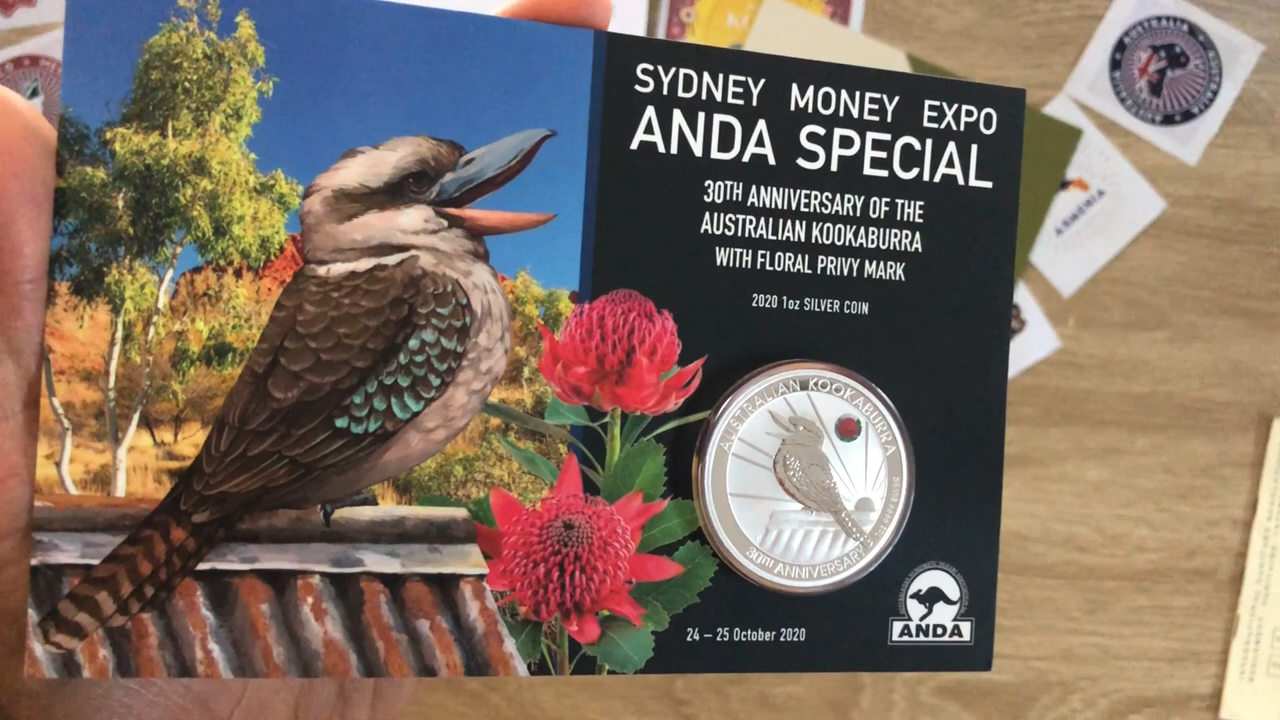 SYDNEY MONEY EXPO
ANDA SPECIAL
30TH ANNIVERSARY OF THE
AUSTRALIAN KOOKABURRA
WITH FLORAL PRIVY MARK
2020 1oz SILVER COIN
AUSTRALIAN KOOKABURRA
30TH ANNIVERSARY
24 – 25 October 2020
ANDA
AUSTRALIA
ARMENIA